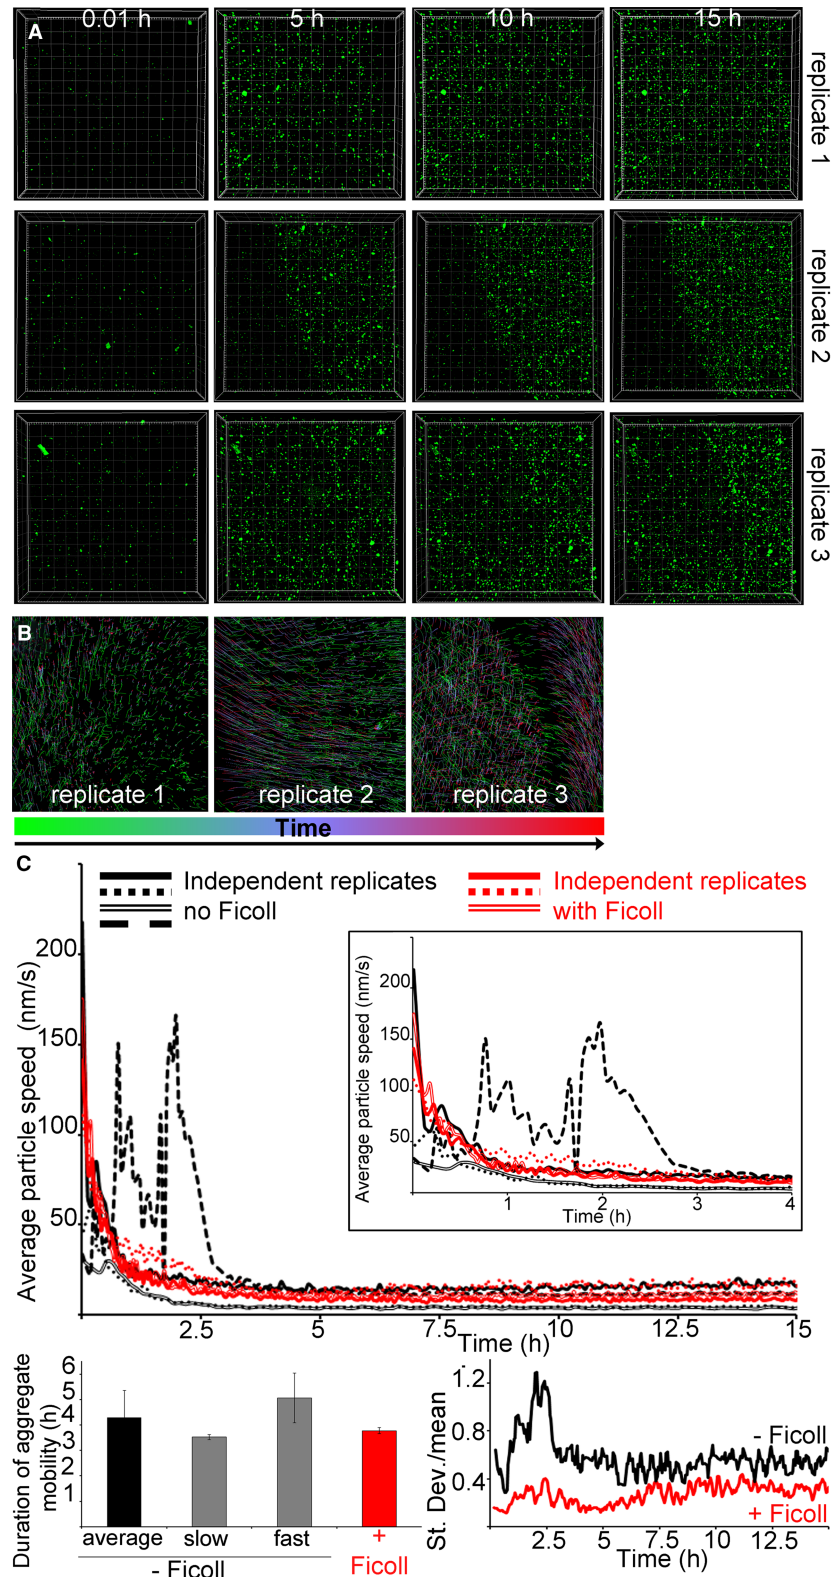 A 0.01 h 5 h 10 h 15 h
replicate 1
replicate 2
replicate 3
B
replicate 1 replicate 2 replicate 3
Time
C
Independent replicates
no Ficoll
Independent replicates
with Ficoll
Average particle speed (nm/s)
200
150
100
50
2.5 5 7.5 10 12.5 15
Time (h)
Average particle speed (nm/s)
200
150
100
50
1 2 3 4
Time (h)
Duration of aggregate
mobility (h)
6
5
4
3
2
1
average slow fast +
- Ficoll Ficoll
St. Dev./mean
1.2
0.8
0.4
- Ficoll
+ Ficoll
2.5 5 7.5 10 12.5
Time (h)